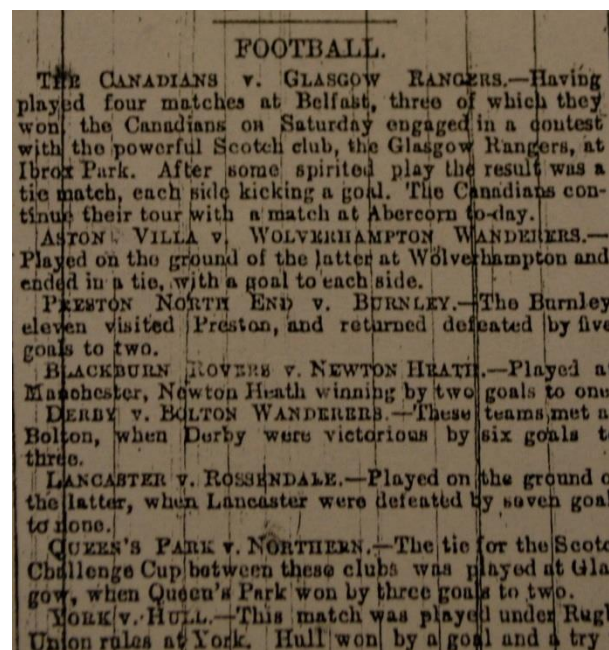 FOOTBALL.
THE CANADIANS v. GLASGOW RANGERS.—Having
played four matches at Belfast, three of which they
won the Canadians on Saturday engaged in a contest
with the powerful Scotch club, the Glasgow Rangers, at
Ibrox Park. After some spirited play the result was a
tie match, each side kicking a goal. The Canadians con-
tinue their tour with a match at Abercorn to-day.
ASTON VILLA v. WOLVERHAMPTON WANDERERS.—
Played on the ground of the latter at Wolverhampton and
ended in a tie, with a goal to each side.
PRESTON NORTH END v. BURNLEY.—The Burnley
eleven visited Preston, and returned defeated by five
goals to two.
BLACKBURN ROVERS v. NEWTON HEATH.—Played a
Manchester, Newton Heath winning by two goals to one
DERBY v. BOLTON WANDERERS.—These teams met a
Bolton, when Derby were victorious by six goals t
three.
LANCASTER v. ROSSENDALE.—Played on the ground o
the latter, when Lancaster were defeated by seven goa
to none.
QUEEN'S PARK v. NORTHERN.—The tie for the Scotc
Challenge Cup between these clubs was played at Gla
gow, when Queen's Park won by three goals to two.
YORK v. HULL.—This match was played under Rug
Union rules at York. Hull won by a goal and a try